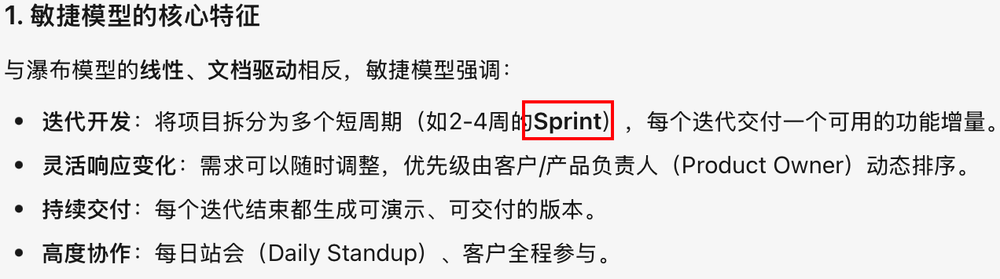 1. 敏捷模型的核心特征
与瀑布模型的线性、文档驱动相反，敏捷模型强调：
• 迭代开发：将项目拆分为多个短周期（如2-4周的Sprint），每个迭代交付一个可用的功能增量。
• 灵活响应变化：需求可以随时调整，优先级由客户/产品负责人（Product Owner）动态排序。
• 持续交付：每个迭代结束都生成可演示、可交付的版本。
• 高度协作：每日站会（Daily Standup）、客户全程参与。